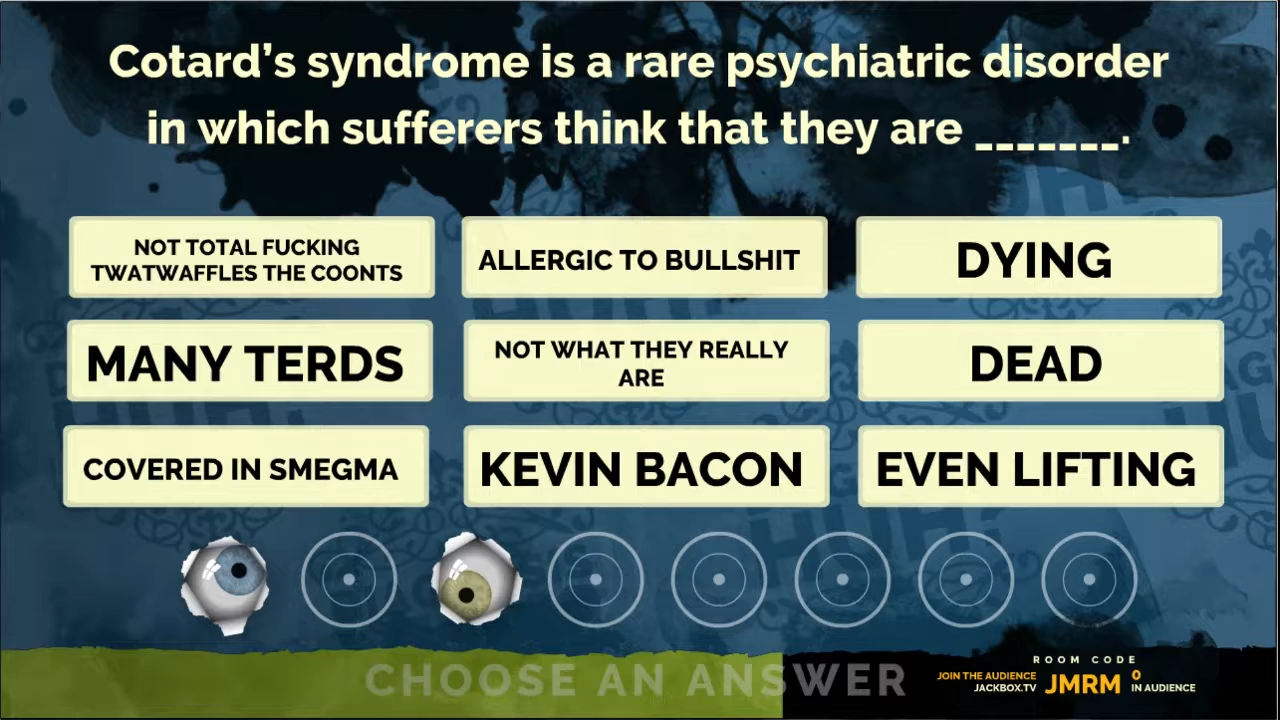 Cotard's syndrome is a rare psychiatric disorder
in which sufferers think that they are _______.
NOT TOTAL FUCKING
TWATWAFFLES THE COONTS
ALLERGIC TO BULLSHIT
DYING
MANY TERDS
NOT WHAT THEY REALLY
ARE
DEAD
COVERED IN SMEGMA
KEVIN BACON
EVEN LIFTING
CHOOSE AN ANSWER
ROOM CODE
JOIN THE AUDIENCE
JACKBOX.TV
JMRM
0
IN AUDIENCE